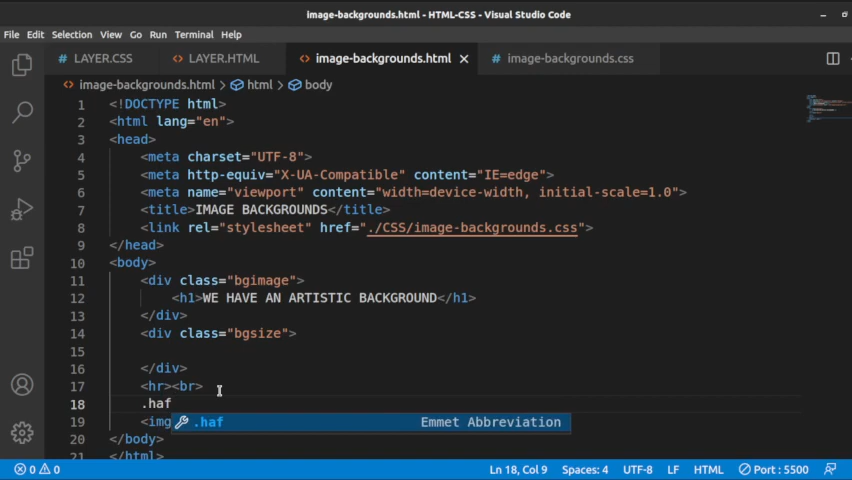 image-backgrounds.html - HTML-CSS - Visual Studio Code
File Edit Selection View Go Run Terminal Help
# LAYER.CSS <> LAYER.HTML <> image-backgrounds.html # image-backgrounds.css
<> image-backgrounds.html > html > body
1 <!DOCTYPE html>
2 <html lang="en">
3 <head>
4 <meta charset="UTF-8">
5 <meta http-equiv="X-UA-Compatible" content="IE=edge">
6 <meta name="viewport" content="width=device-width, initial-scale=1.0">
7 <title>IMAGE BACKGROUNDS</title>
8 <link rel="stylesheet" href="./CSS/image-backgrounds.css">
9 </head>
10 <body>
11 <div class="bgimage">
12 <h1>WE HAVE AN ARTISTIC BACKGROUND</h1>
13 </div>
14 <div class="bgsize">
15
16 </div>
17 <hr><br>
18 .haf
19 <img .haf Emmet Abbreviation
20 </body>
21 </html>
0 0 Ln 18, Col 9 Spaces: 4 UTF-8 LF HTML Port : 5500